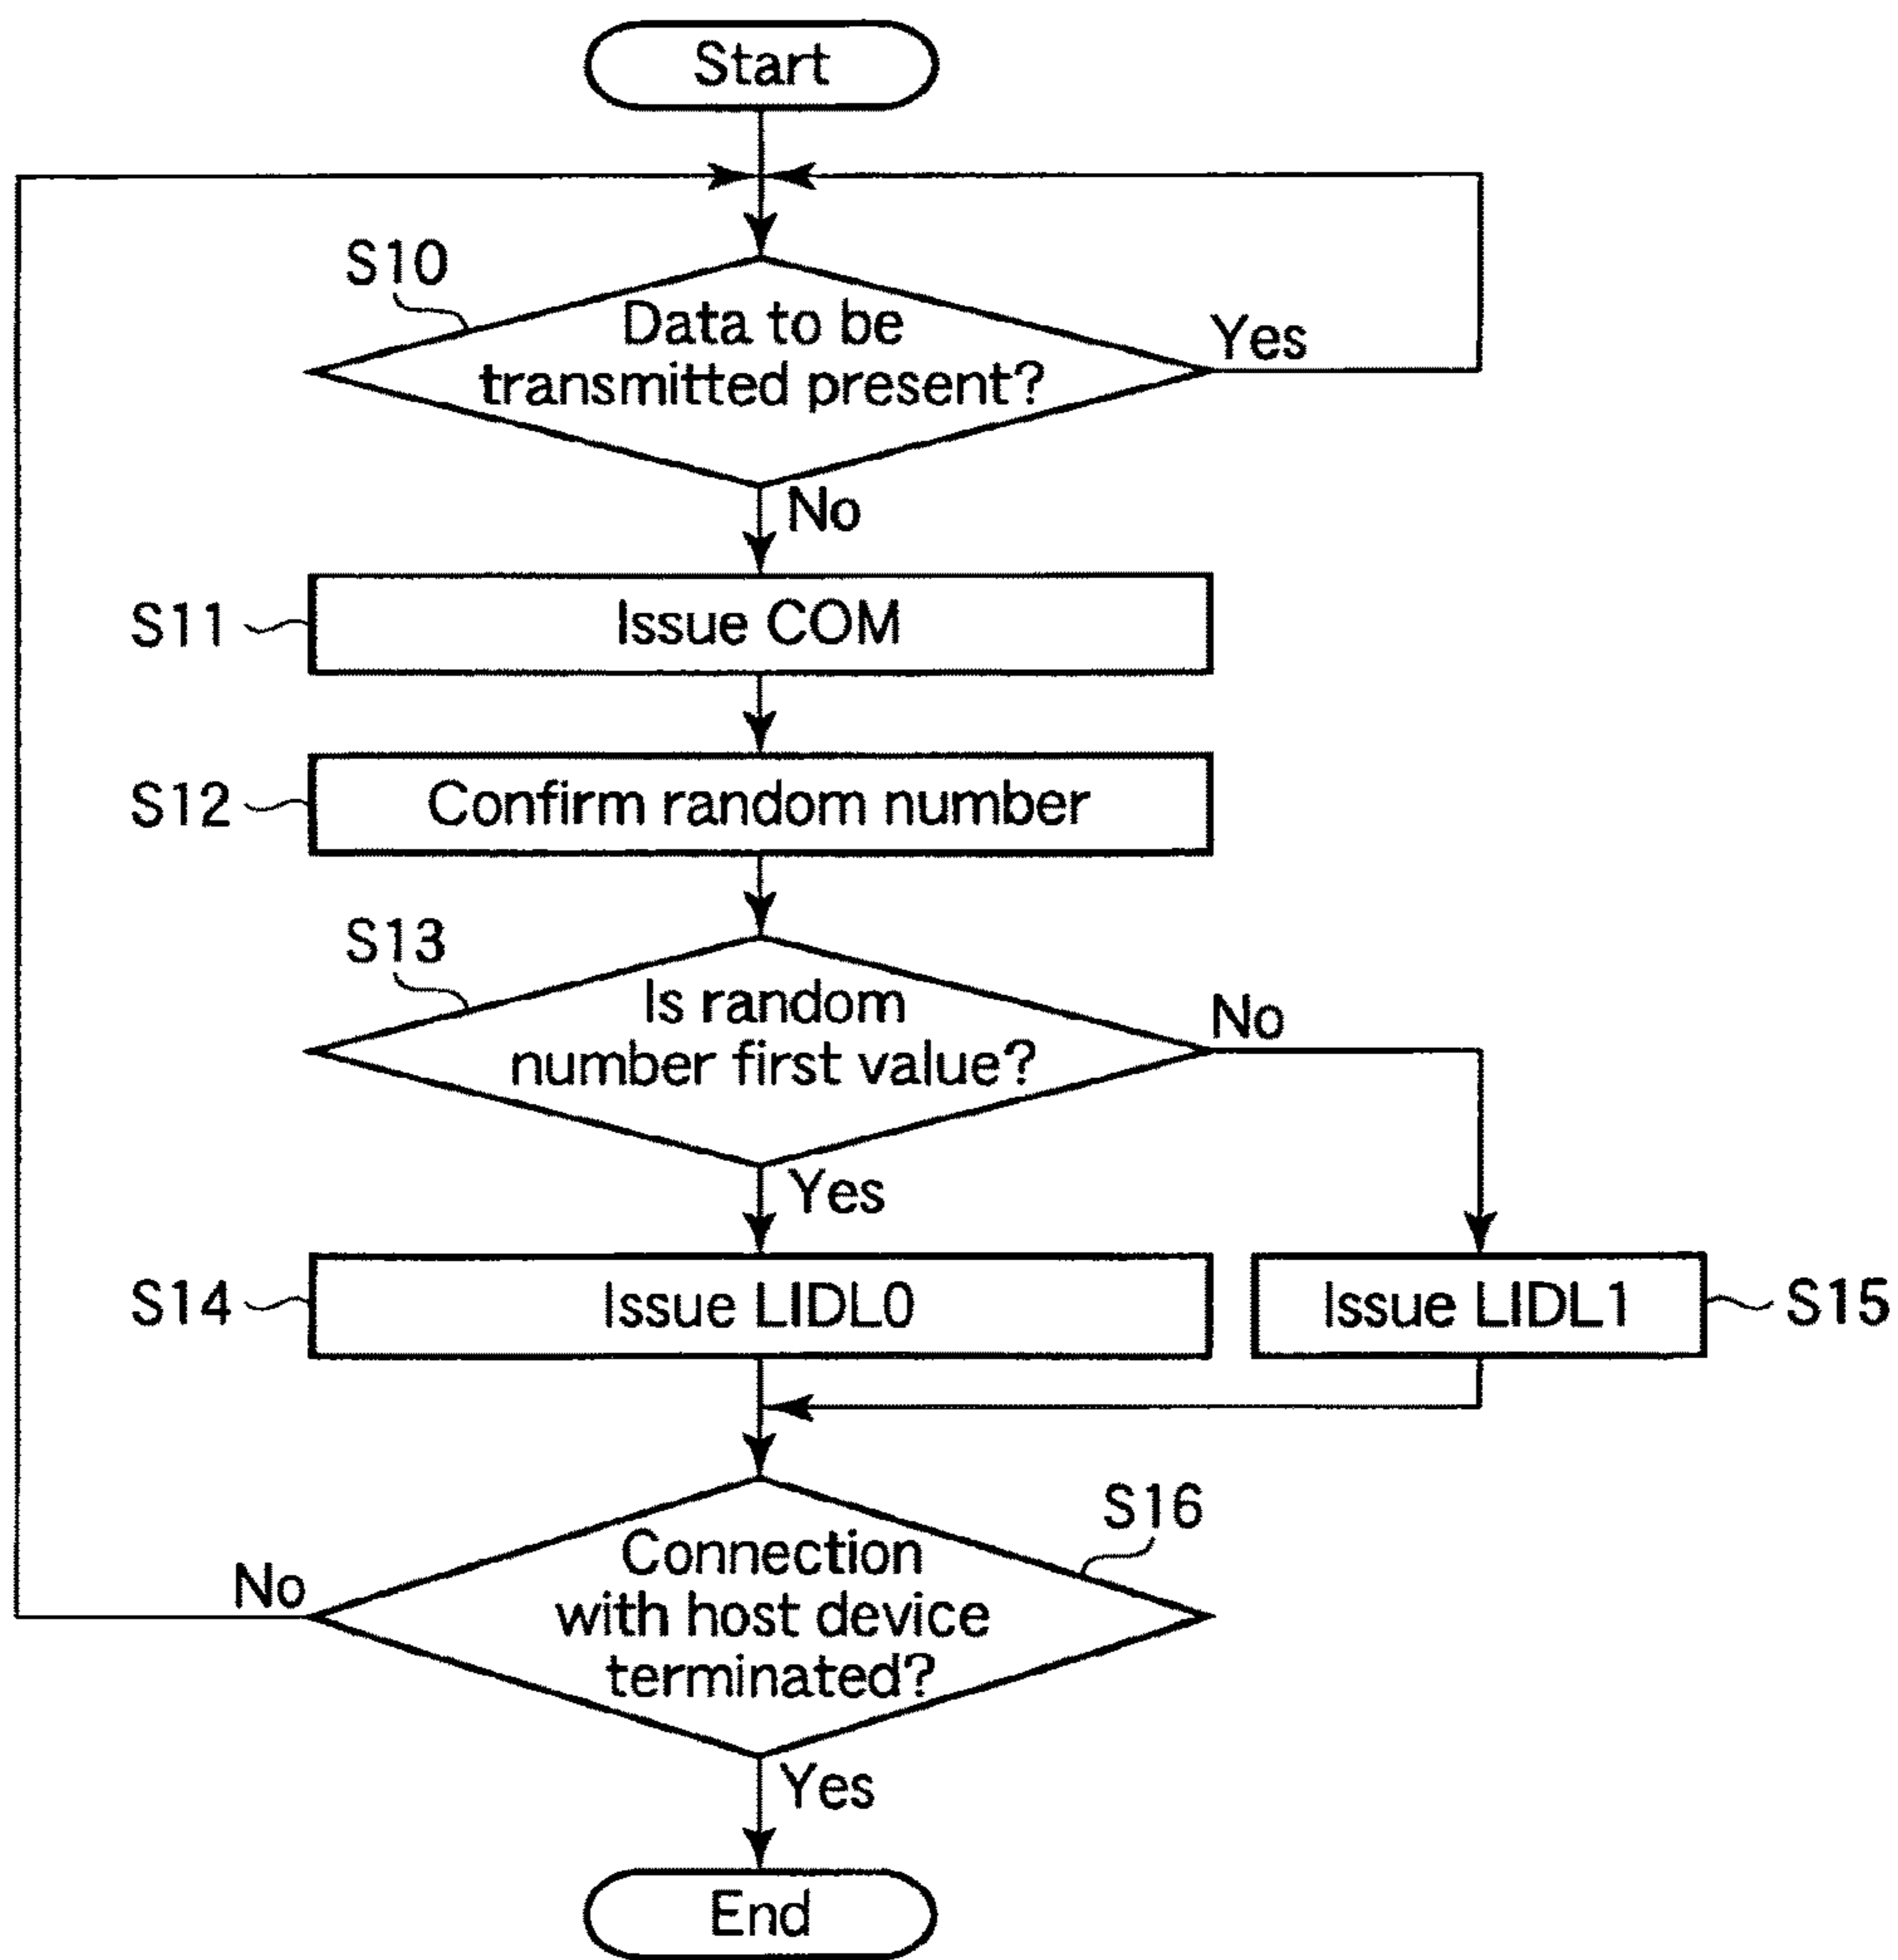 Start
S10
Data to be
transmitted present?
Yes
No
S11
Issue COM
S12
Confirm random number
S13
Is random
number first value?
No
Yes
S14
Issue LIDL0
Issue LIDL1
S15
S16
Connection
with host device
terminated?
No
Yes
End